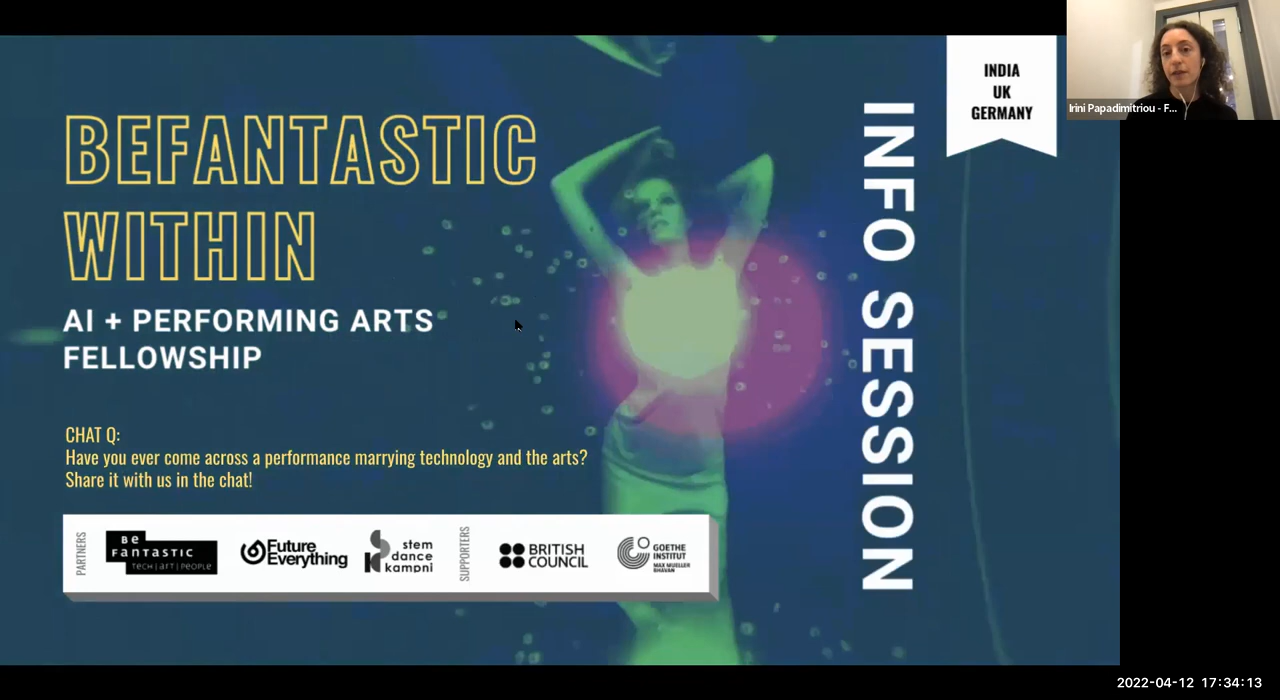 BEFANTASTIC
WITHIN
AI + PERFORMING ARTS
FELLOWSHIP
CHAT Q:
Have you ever come across a performance marrying technology and the arts?
Share it with us in the chat!
PARTNERS
BE
FANTASTIC
TECH|ART|PEOPLE
Future
Everything
stem
dance
kampni
SUPPORTERS
BRITISH
COUNCIL
GOETHE
INSTITUT
MAX MUELLER
BHAVAN
INFO SESSION
INDIA
UK
GERMANY
Irini Papadimitriou - F...
2022-04-12 17:34:13